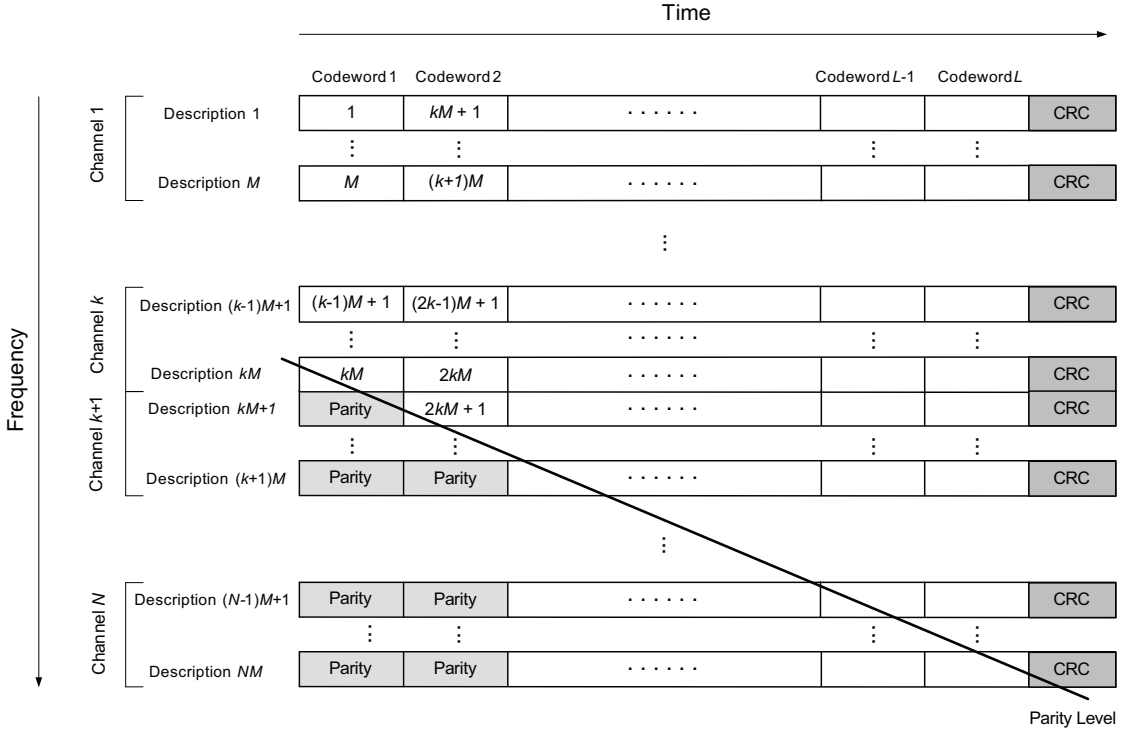 Time
Codeword 1 Codeword 2 Codeword L-1 Codeword L
Channel 1
Description 1 1 kM + 1 . . . . . . CRC
Description M M (k+1)M . . . . . . CRC
Frequency
Channel k
Description (k-1)M+1 (k-1)M + 1 (2k-1)M + 1 . . . . . . CRC
Description kM kM 2kM . . . . . . CRC
Channel k+1
Description kM+1 Parity 2kM + 1 . . . . . . CRC
Description (k+1)M Parity Parity . . . . . . CRC
Channel N
Description (N-1)M+1 Parity Parity . . . . . . CRC
Description NM Parity Parity . . . . . . CRC
Parity Level